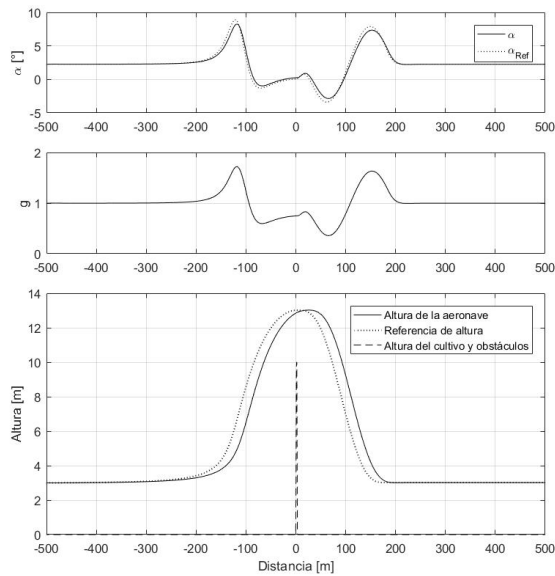 10
5
0
-5
α [°]
α
α_Ref
-500 -400 -300 -200 -100 0 100 200 300 400 500
2
1
0
g
-500 -400 -300 -200 -100 0 100 200 300 400 500
14
12
10
8
6
4
2
0
Altura [m]
Altura de la aeronave
Referencia de altura
Altura del cultivo y obstáculos
-500 -400 -300 -200 -100 0 100 200 300 400 500
Distancia [m]